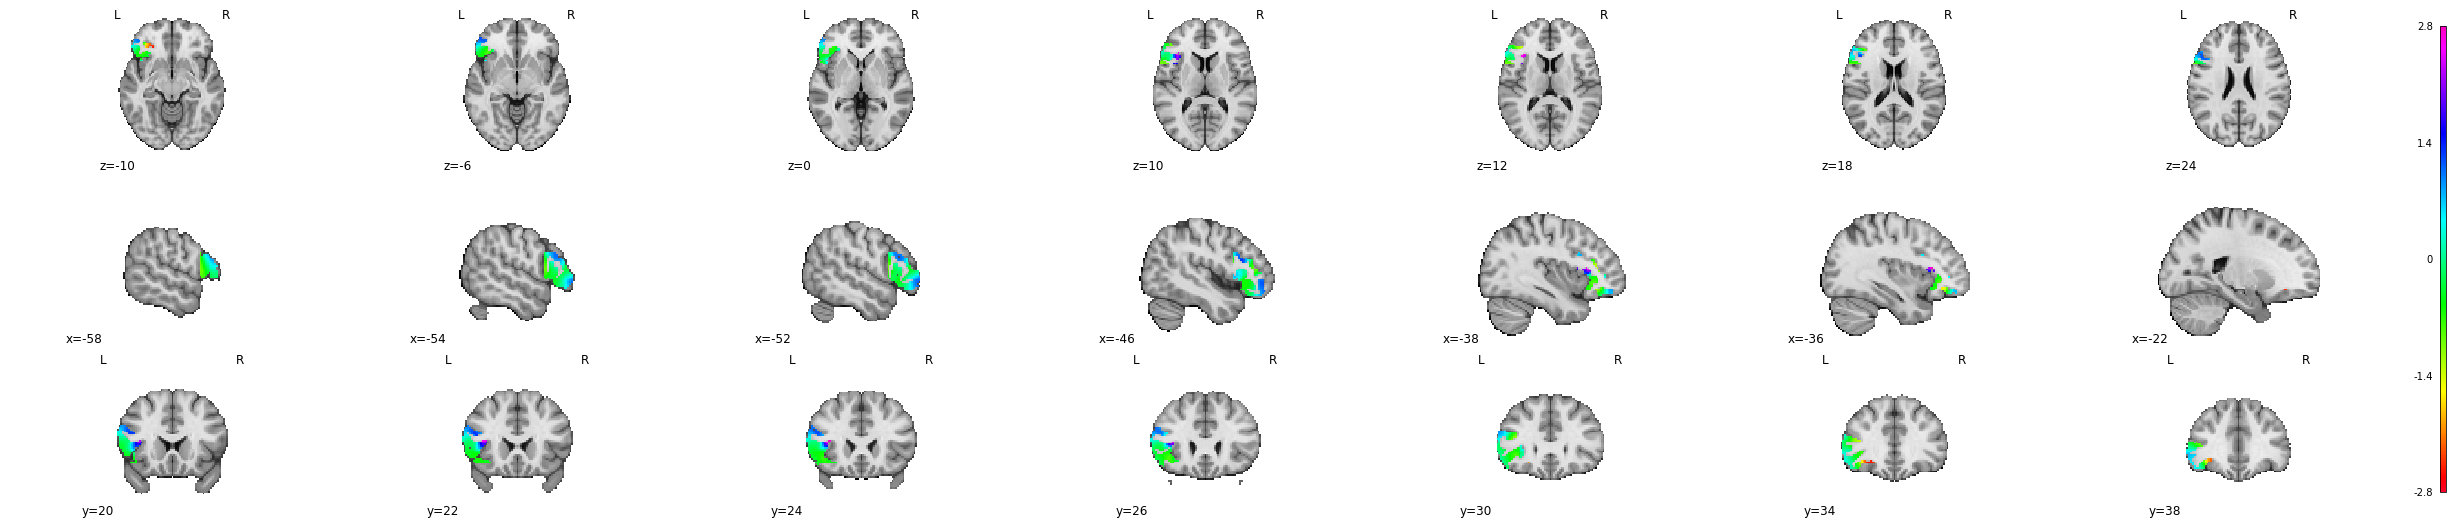 L R L R L R L R L R L R L R
2.8
1.4
0
-1.4
-2.8
z=-10 z=-6 z=0 z=10 z=12 z=18 z=24
x=-58 x=-54 x=-52 x=-46 x=-38 x=-36 x=-22
L R L R L R L R L R L R L R
y=20 y=22 y=24 y=26 y=30 y=34 y=38